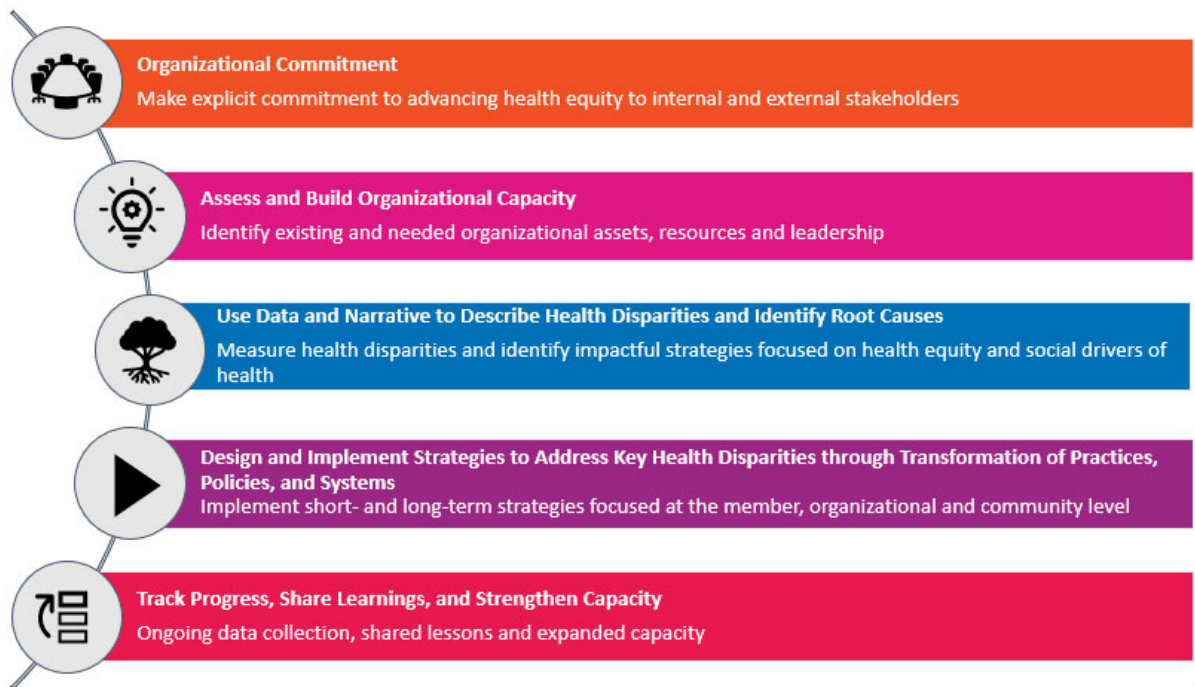 Organizational Commitment
Make explicit commitment to advancing health equity to internal and external stakeholders
Assess and Build Organizational Capacity
Identify existing and needed organizational assets, resources and leadership
Use Data and Narrative to Describe Health Disparities and Identify Root Causes
Measure health disparities and identify impactful strategies focused on health equity and social drivers of
health
Design and Implement Strategies to Address Key Health Disparities through Transformation of Practices,
Policies, and Systems
Implement short- and long-term strategies focused at the member, organizational and community level
Track Progress, Share Learnings, and Strengthen Capacity
Ongoing data collection, shared lessons and expanded capacity